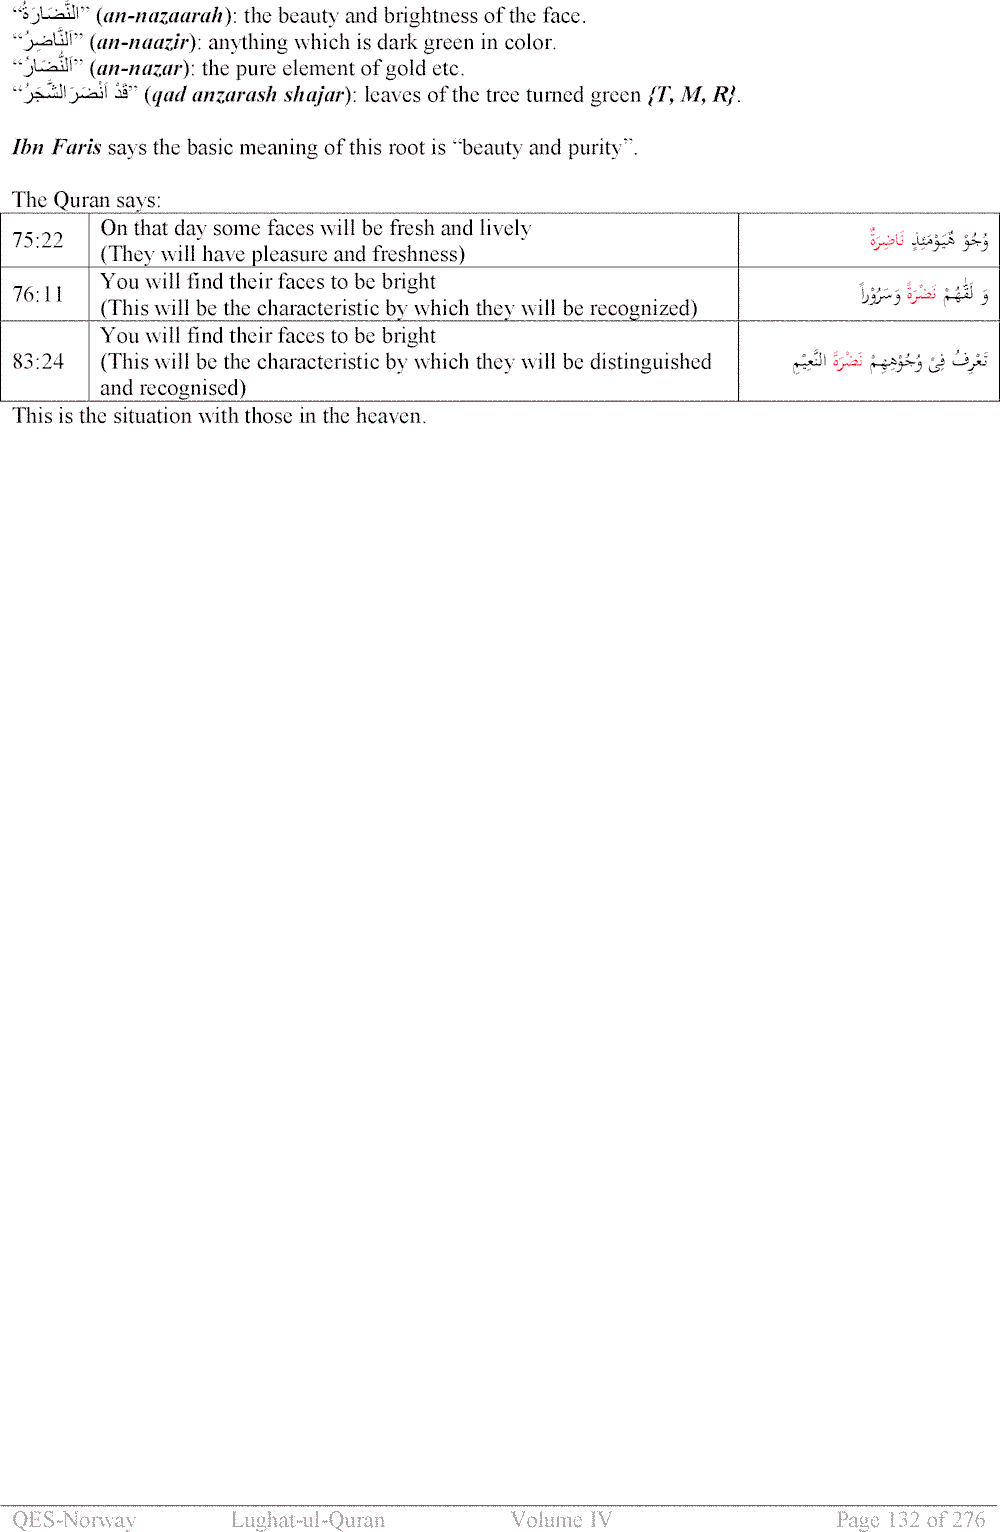 “النَّضَارَةُ” (an-nazaarah): the beauty and brightness of the face.
“اَلنَّاضِرُ” (an-naazir): anything which is dark green in color.
“اَلنُّضَارُ” (an-nazar): the pure element of gold etc.
“قَدْ اَنْضَرَ الشَّجَرُ” (qad anzarash shajar): leaves of the tree turned green {T, M, R}.
Ibn Faris says the basic meaning of this root is “beauty and purity”.
The Quran says:
75:22 On that day some faces will be fresh and lively
(They will have pleasure and freshness) وُجُوْ هٌيَوْمَئِذٍ نَاضِرَةٌ
76:11 You will find their faces to be bright
(This will be the characteristic by which they will be recognized) وَ لَقّٰهُمْ نَضْرَةً وَسَرُوْراً
83:24 You will find their faces to be bright
(This will be the characteristic by which they will be distinguished
and recognised) تَعْرِفُ فِىْ وُجُوْهِهِمْ نَضْرَةَ النَّعِيْمِ
This is the situation with those in the heaven.
QES-Norway Lughat-ul-Quran Volume IV Page 132 of 276